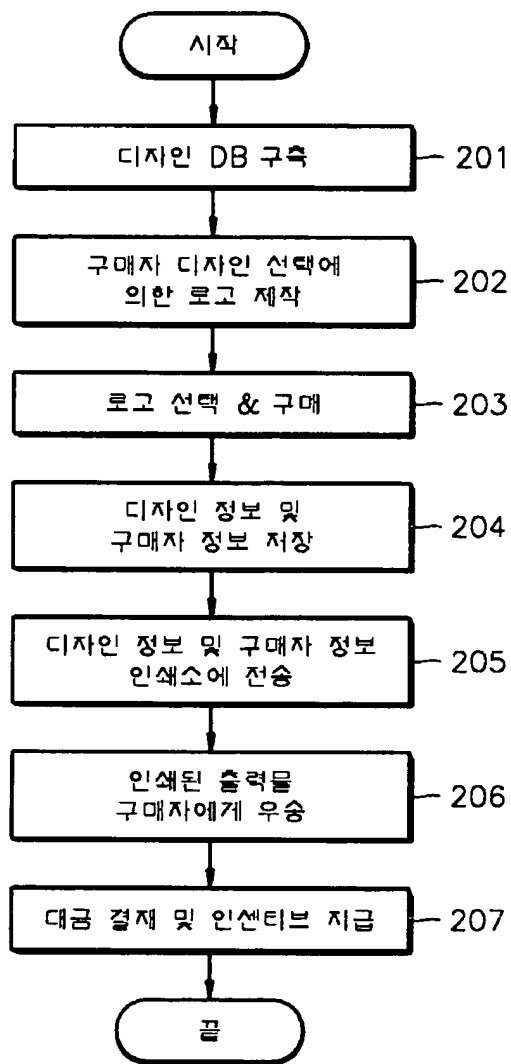 시작
디자인 DB 구축
201
구매자 디자인 선택에
의한 로고 제작
202
로고 선택 & 구매
203
디자인 정보 및
구매자 정보 저장
204
디자인 정보 및 구매자 정보
인쇄소에 전송
205
인쇄된 출력물
구매자에게 우송
206
대금 결재 및 인센티브 지급
207
끝